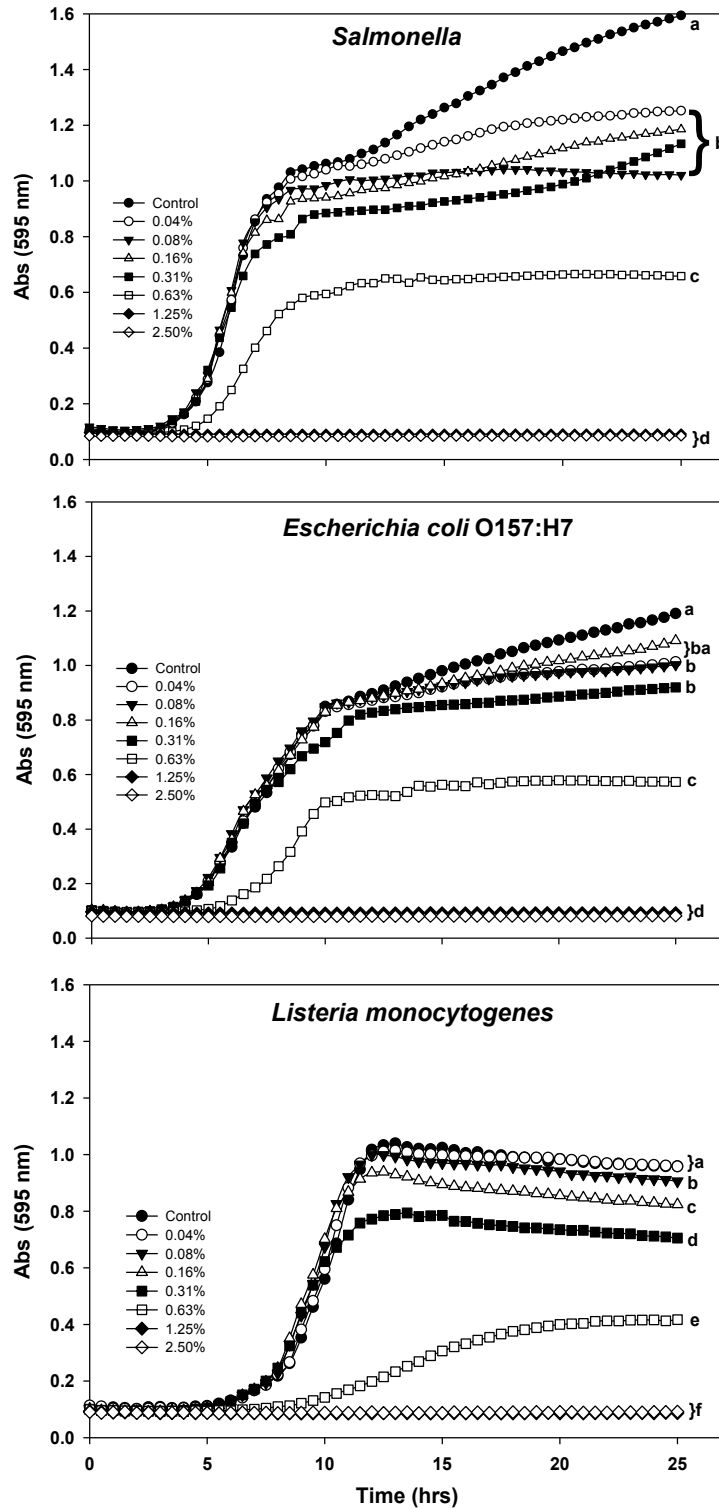 Salmonella
1.6
1.4
1.2
1.0
0.8
0.6
0.4
0.2
0.0
Abs (595 nm)
Control
0.04%
0.08%
0.16%
0.31%
0.63%
1.25%
2.50%
a
c
}d
Escherichia coli O157:H7
1.6
1.4
1.2
1.0
0.8
0.6
0.4
0.2
0.0
Abs (595 nm)
Control
0.04%
0.08%
0.16%
0.31%
0.63%
1.25%
2.50%
a
}ba
b
b
c
}d
Listeria monocytogenes
1.6
1.4
1.2
1.0
0.8
0.6
0.4
0.2
0.0
Abs (595 nm)
Control
0.04%
0.08%
0.16%
0.31%
0.63%
1.25%
2.50%
}a
b
c
d
e
}f
0 5 10 15 20 25
Time (hrs)